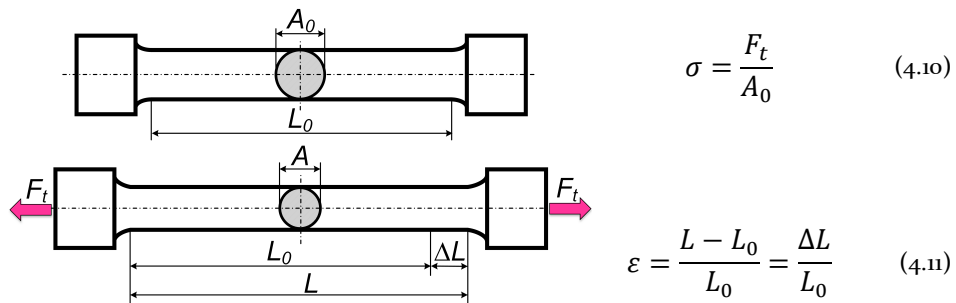 A₀
L₀
σ = Fₜ / A₀ (4.10)
A
Fₜ
Fₜ
L₀
ΔL
L
ε = (L − L₀) / L₀ = ΔL / L₀ (4.11)